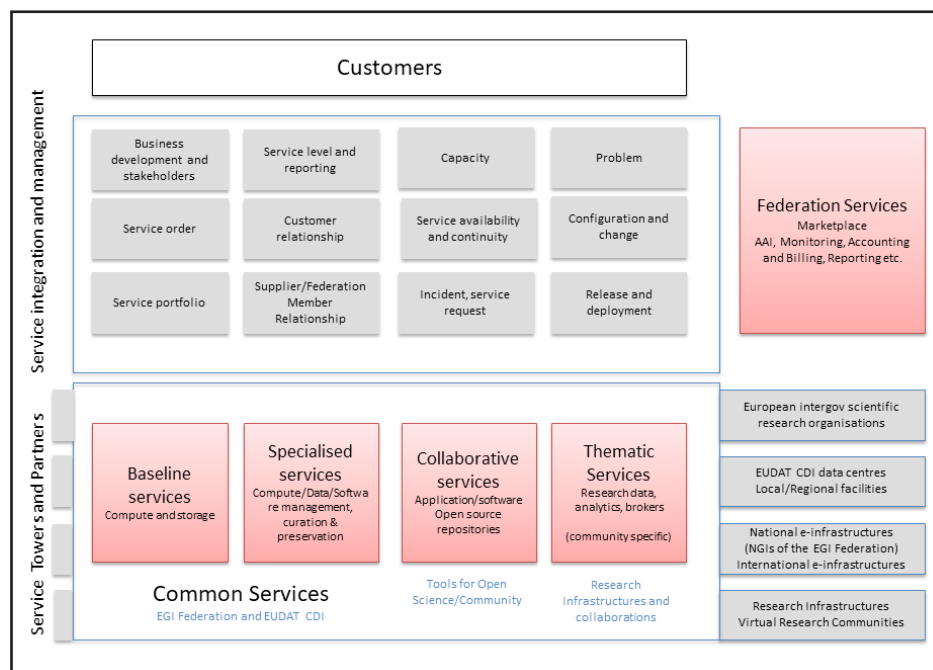 Customers
Service integration and management
Business
development and
stakeholders
Service level and
reporting
Capacity
Problem
Service order
Customer
relationship
Service availability
and continuity
Configuration and
change
Service portfolio
Supplier/Federation
Member
Relationship
Incident, service
request
Release and
deployment
Federation Services
Marketplace
AAI, Monitoring, Accounting
and Billing, Reporting etc.
Service Towers and Partners
Baseline
services
Compute and storage
Specialised
services
Compute/Data/Softwa
re management,
curation &
preservation
Collaborative
services
Application/software
Open source
repositories
Thematic
Services
Research data,
analytics, brokers
(community specific)
Common Services
EGI Federation and EUDAT CDI
Tools for Open
Science/Community
Research
Infrastructures and
collaborations
European intergov scientific
research organisations
EUDAT CDI data centres
Local/Regional facilities
National e-infrastructures
(NGIs of the EGI Federation)
International e-infrastructures
Research Infrastructures
Virtual Research Communities